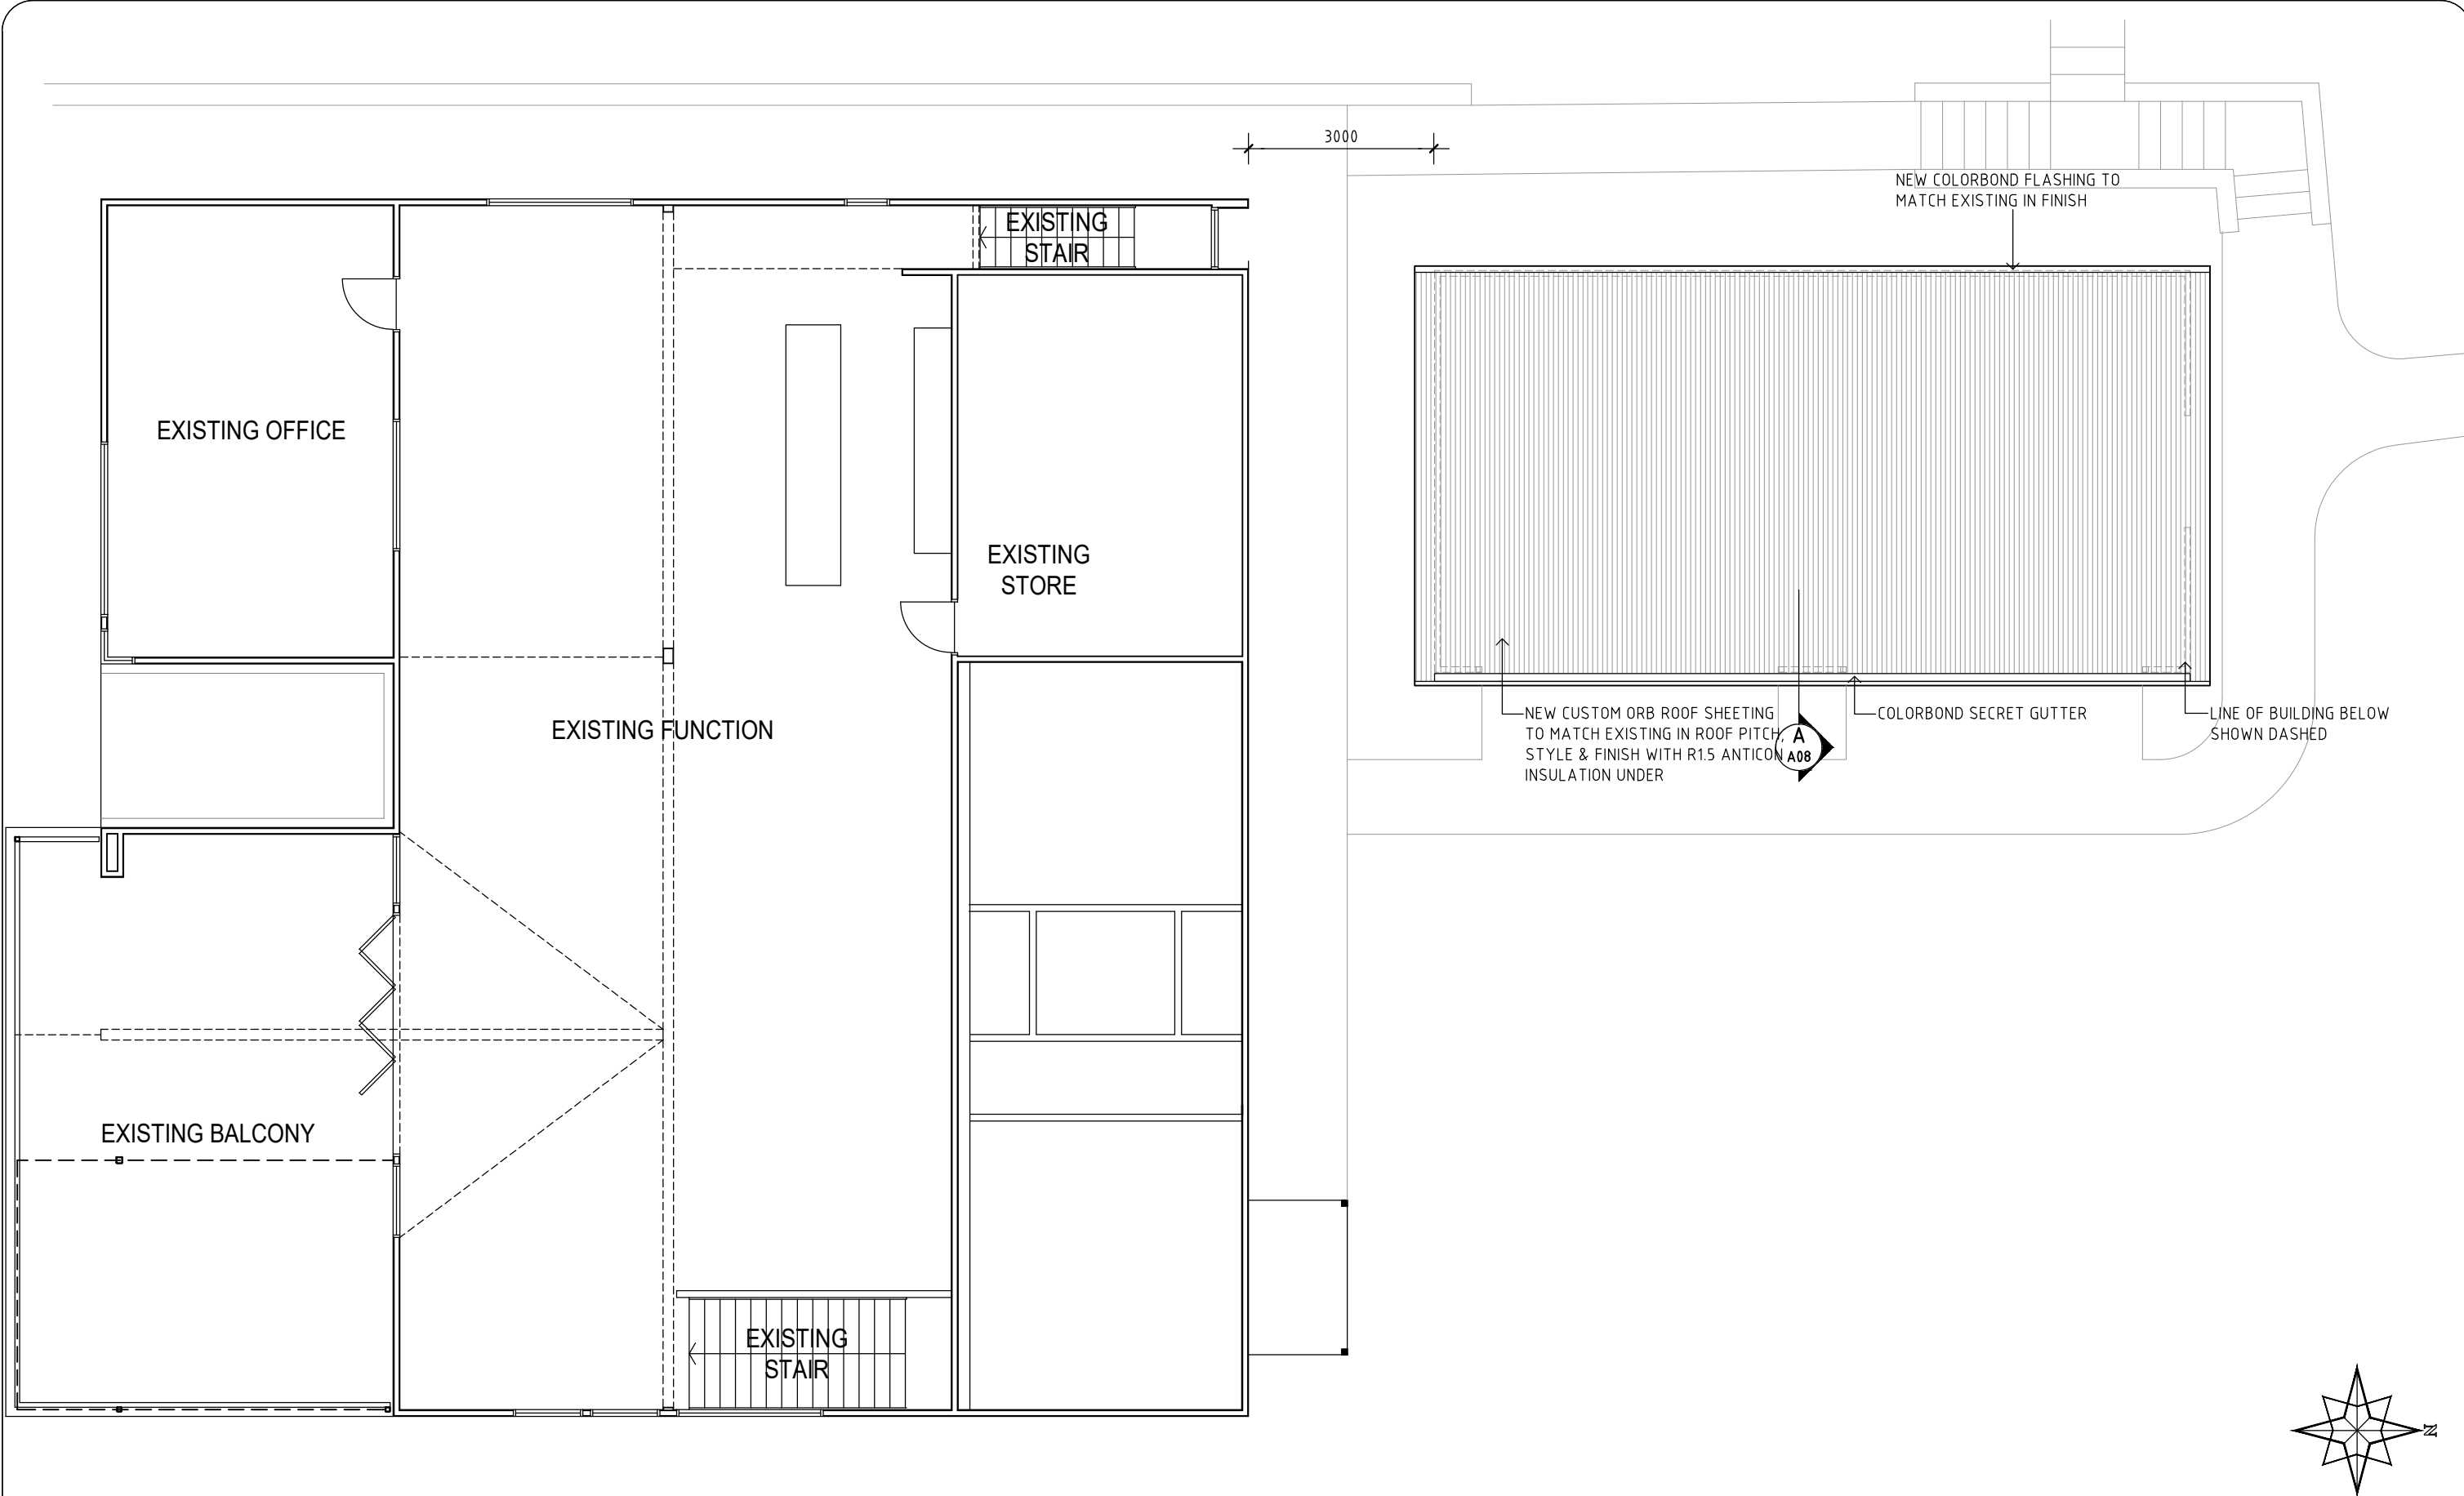 3000
NEW COLORBOND FLASHING TO
MATCH EXISTING IN FINISH
EXISTING
STAIR
EXISTING OFFICE
EXISTING
STORE
EXISTING FUNCTION
NEW CUSTOM ORB ROOF SHEETING
TO MATCH EXISTING IN ROOF PITCH,
STYLE & FINISH WITH R1.5 ANTICON
INSULATION UNDER
A
A08
COLORBOND SECRET GUTTER
LINE OF BUILDING BELOW
SHOWN DASHED
EXISTING BALCONY
EXISTING
STAIR
N